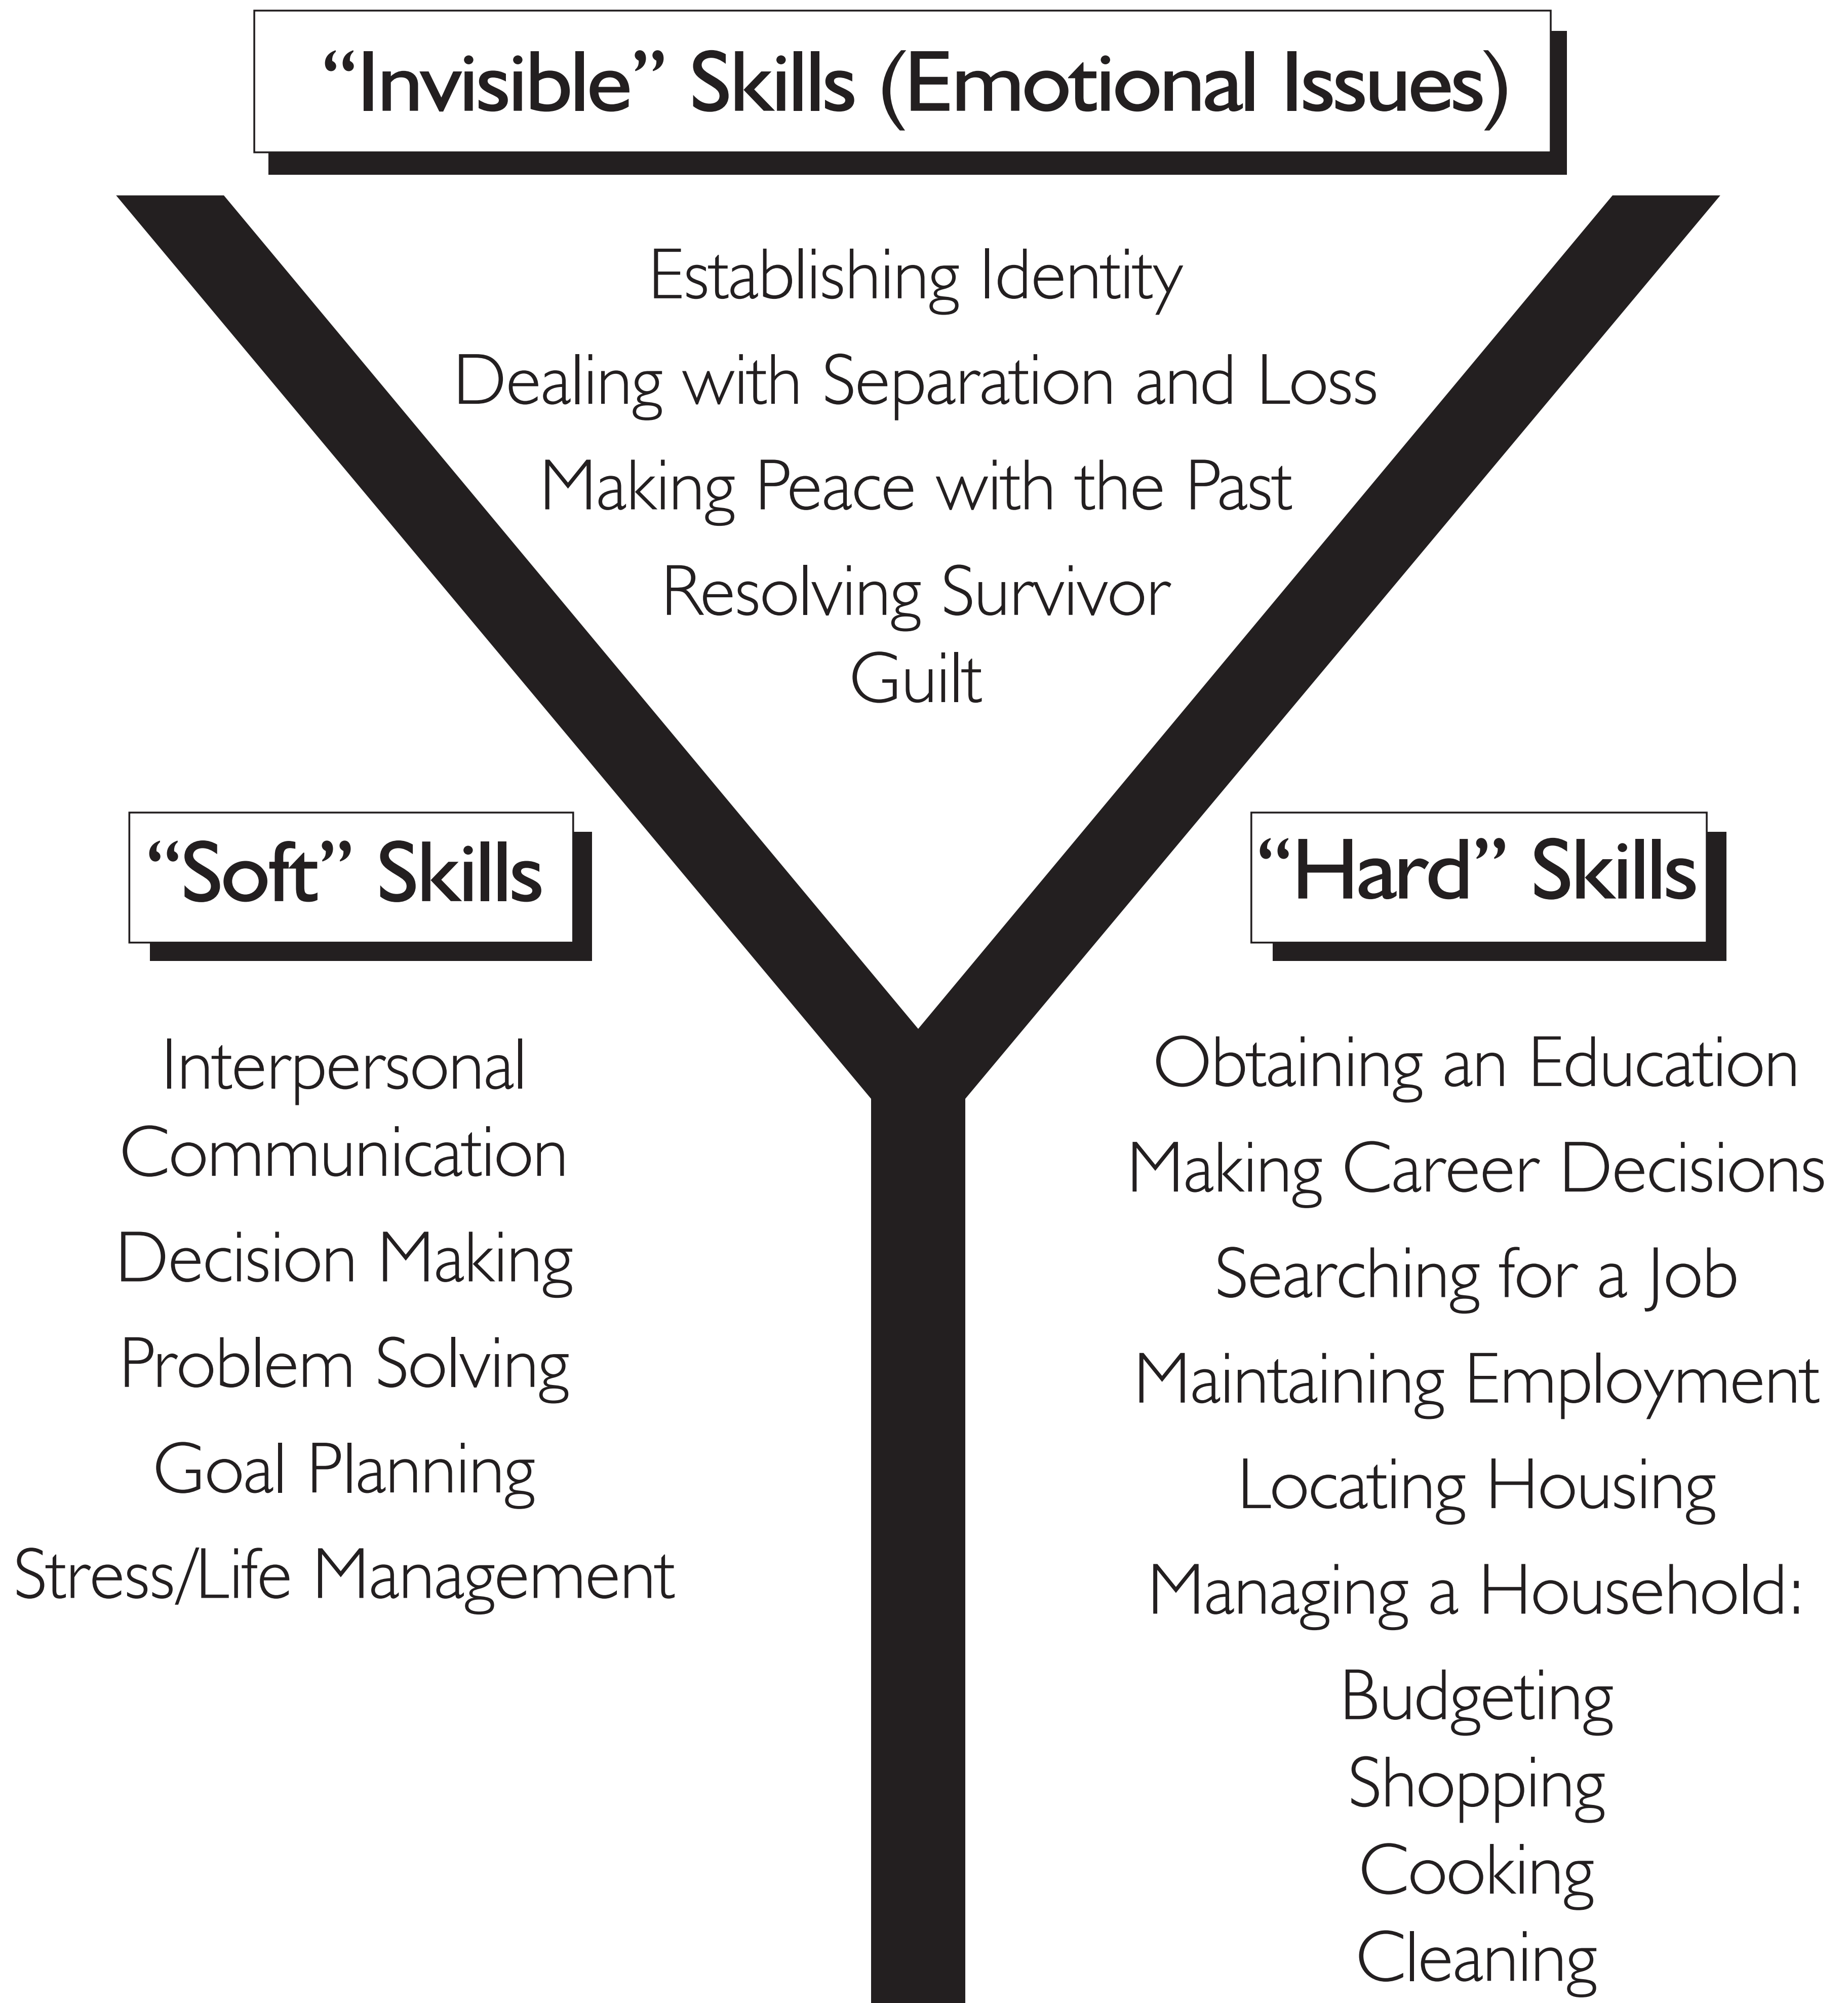 “Invisible” Skills (Emotional Issues)
Establishing Identity
Dealing with Separation and Loss
Making Peace with the Past
Resolving Survivor
Guilt
“Soft” Skills
Interpersonal
Communication
Decision Making
Problem Solving
Goal Planning
Stress/Life Management
“Hard” Skills
Obtaining an Education
Making Career Decisions
Searching for a Job
Maintaining Employment
Locating Housing
Managing a Household:
Budgeting
Shopping
Cooking
Cleaning